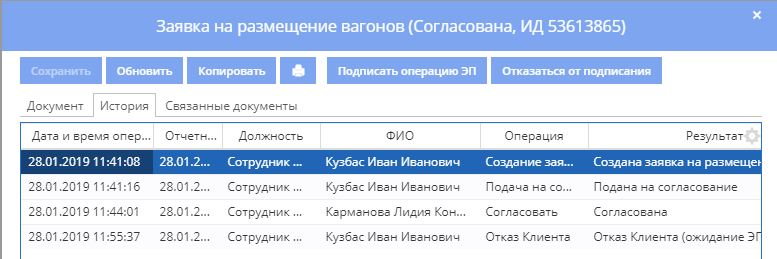 Заявка на размещение вагонов (Согласована, ИД 53613865)
Сохранить Обновить Копировать Подписать операцию ЭП Отказаться от подписания
Документ История Связанные документы
Дата и время опер... Отчетн... Должность ФИО Операция Результат
28.01.2019 11:41:08 28.01.2... Сотрудник ... Кузбас Иван Иванович Создание зая... Создана заявка на размещен
28.01.2019 11:41:16 28.01.2... Сотрудник ... Кузбас Иван Иванович Подача на со... Подана на согласование
28.01.2019 11:44:01 28.01.2... Сотрудник ... Карманова Лидия Кон... Согласовать Согласована
28.01.2019 11:55:37 28.01.2... Сотрудник ... Кузбас Иван Иванович Отказ Клиента Отказ Клиента (ожидание ЭП